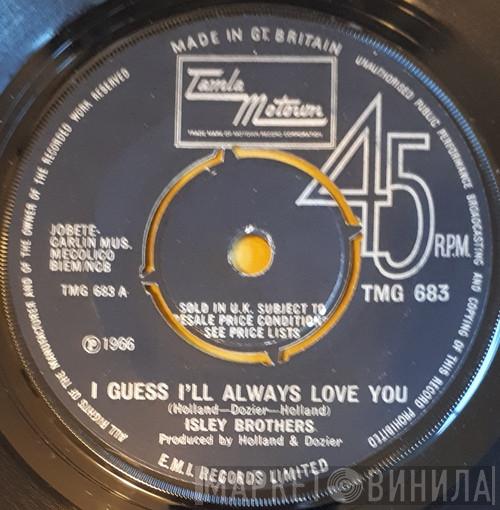 MADE IN GT. BRITAIN
UNAUTHORISED PUBLIC PERFORMANCE BROADCASTING AND COPYING OF THIS RECORD PROHIBITED
ALL RIGHTS OF THE MANUFACTURER AND OF THE OWNER OF THE RECORDED WORK RESERVED
Tamla
Motown
TRADE MARK OF MOTOWN RECORD CORPORATION
45
R.P.M.
JOBETE-
CARLIN MUS.
MECOLICO
BIEM/NCB
TMG 683 A
TMG 683
SOLD IN U.K. SUBJECT TO
RESALE PRICE CONDITIONS
SEE PRICE LISTS
Ⓟ 1966
I GUESS I'LL ALWAYS LOVE YOU
(Holland—Dozier—Holland)
ISLEY BROTHERS
Produced by Holland & Dozier
E.M.I. RECORDS LIMITED
МАРКЕТ ВИНИЛА